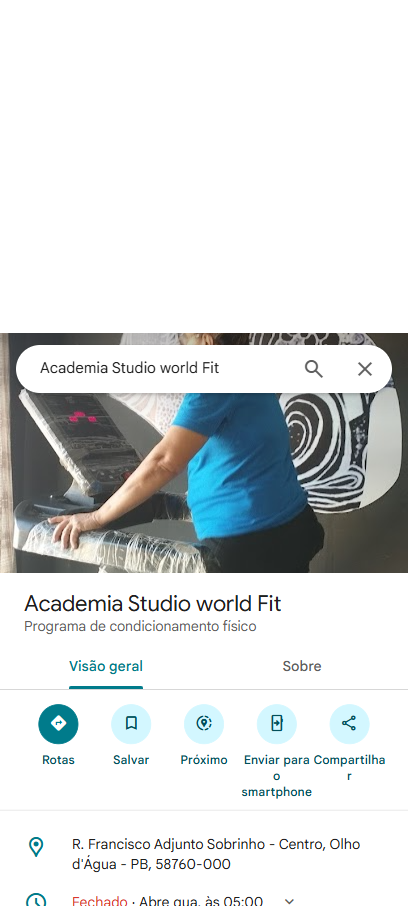 Academia Studio world Fit
Academia Studio world Fit
Programa de condicionamento físico
Visão geral
Sobre
Rotas
Salvar
Próximo
Enviar para
o
smartphone
Compartilha
r
R. Francisco Adjunto Sobrinho - Centro, Olho
d'Água - PB, 58760-000
Fechado · Abre qua. às 05:00